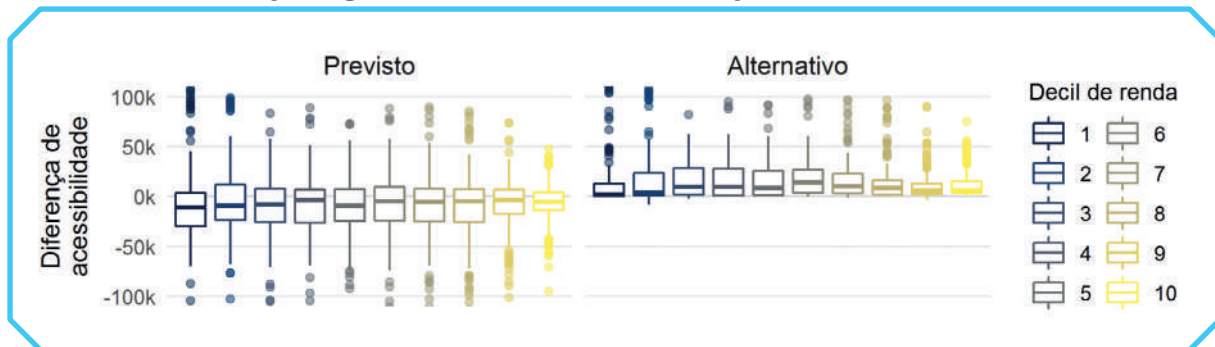 Previsto
Alternativo
Diferença de
acessibilidade
100k
50k
0k
-50k
-100k
Decil de renda
1
6
2
7
3
8
4
9
5
10